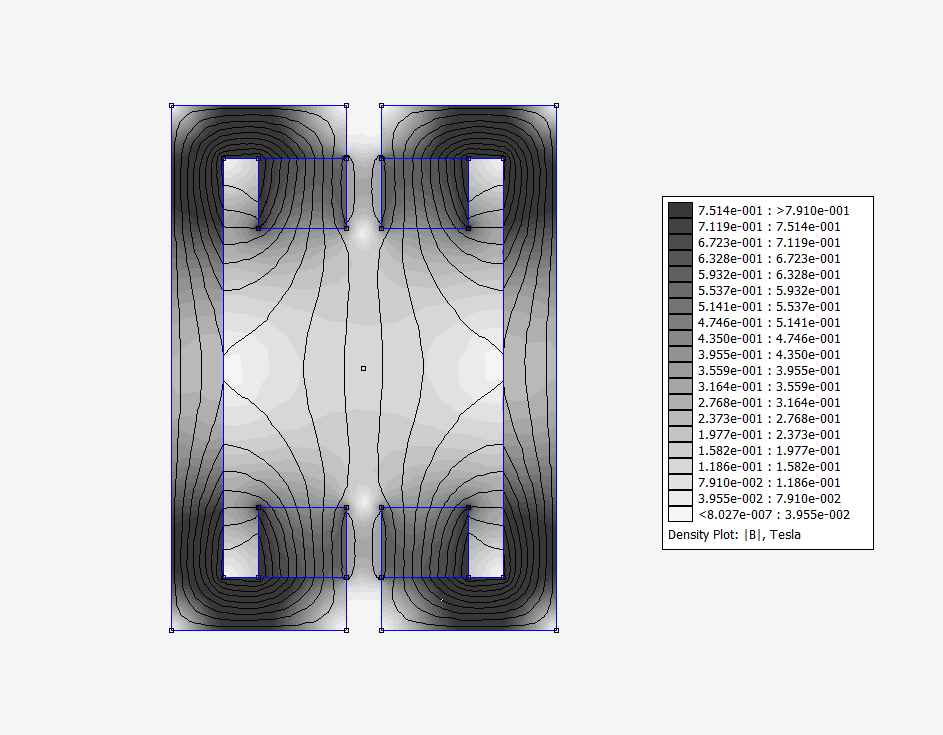 7.514e-001 : >7.910e-001
7.119e-001 : 7.514e-001
6.723e-001 : 7.119e-001
6.328e-001 : 6.723e-001
5.932e-001 : 6.328e-001
5.537e-001 : 5.932e-001
5.141e-001 : 5.537e-001
4.746e-001 : 5.141e-001
4.350e-001 : 4.746e-001
3.955e-001 : 4.350e-001
3.559e-001 : 3.955e-001
3.164e-001 : 3.559e-001
2.768e-001 : 3.164e-001
2.373e-001 : 2.768e-001
1.977e-001 : 2.373e-001
1.582e-001 : 1.977e-001
1.186e-001 : 1.582e-001
7.910e-002 : 1.186e-001
3.955e-002 : 7.910e-002
<8.027e-007 : 3.955e-002
Density Plot: |B|, Tesla